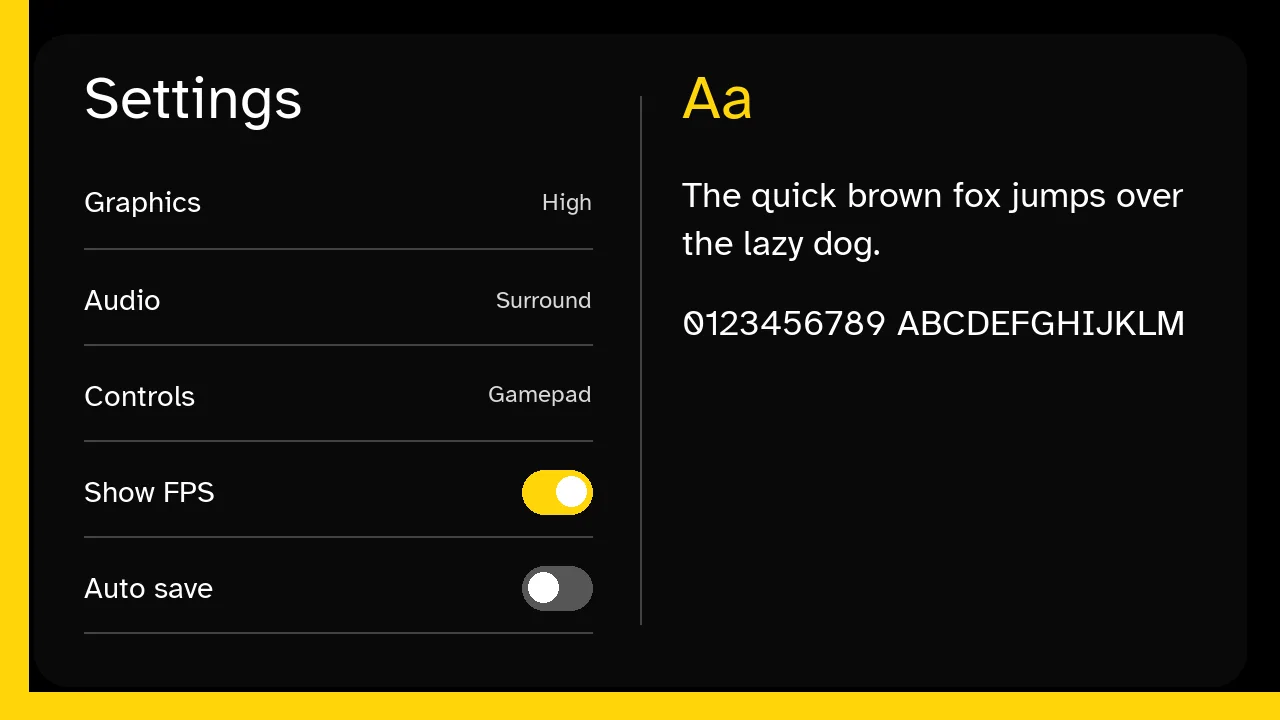 Settings
Graphics High
Audio Surround
Controls Gamepad
Show FPS
Auto save
Aa
The quick brown fox jumps over
the lazy dog.
0123456789 ABCDEFGHIJKLM